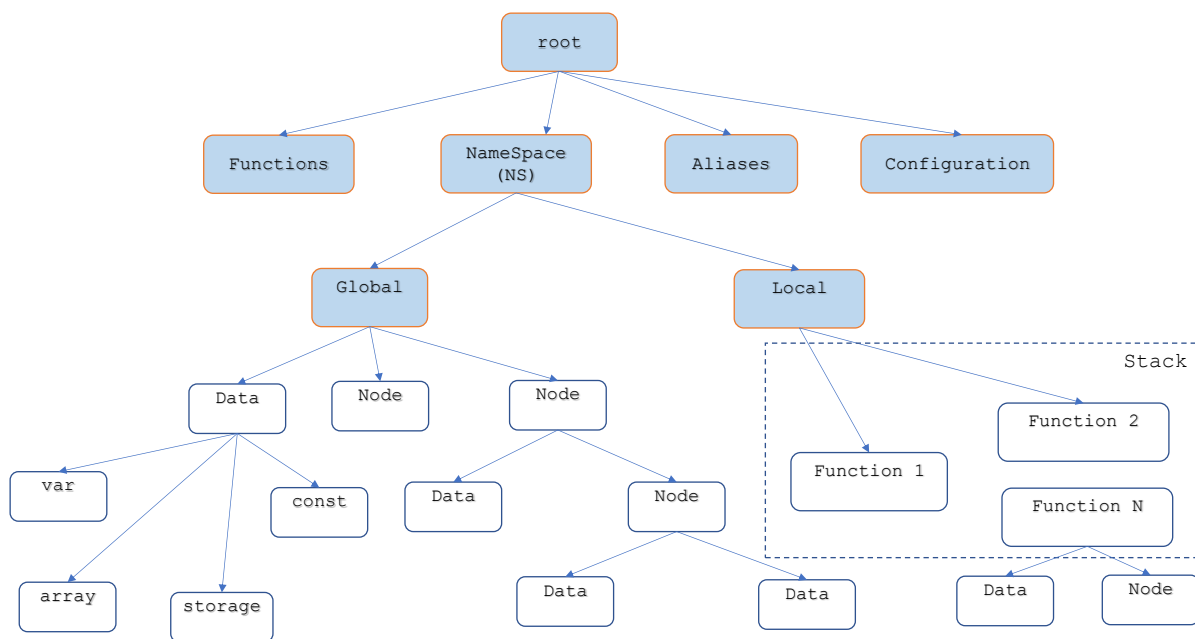 root
Functions
NameSpace
(NS)
Aliases
Configuration
Global
Local
Stack
Data
Node
Node
Function 2
var
const
Data
Node
Function 1
Function N
array
storage
Data
Data
Data
Node